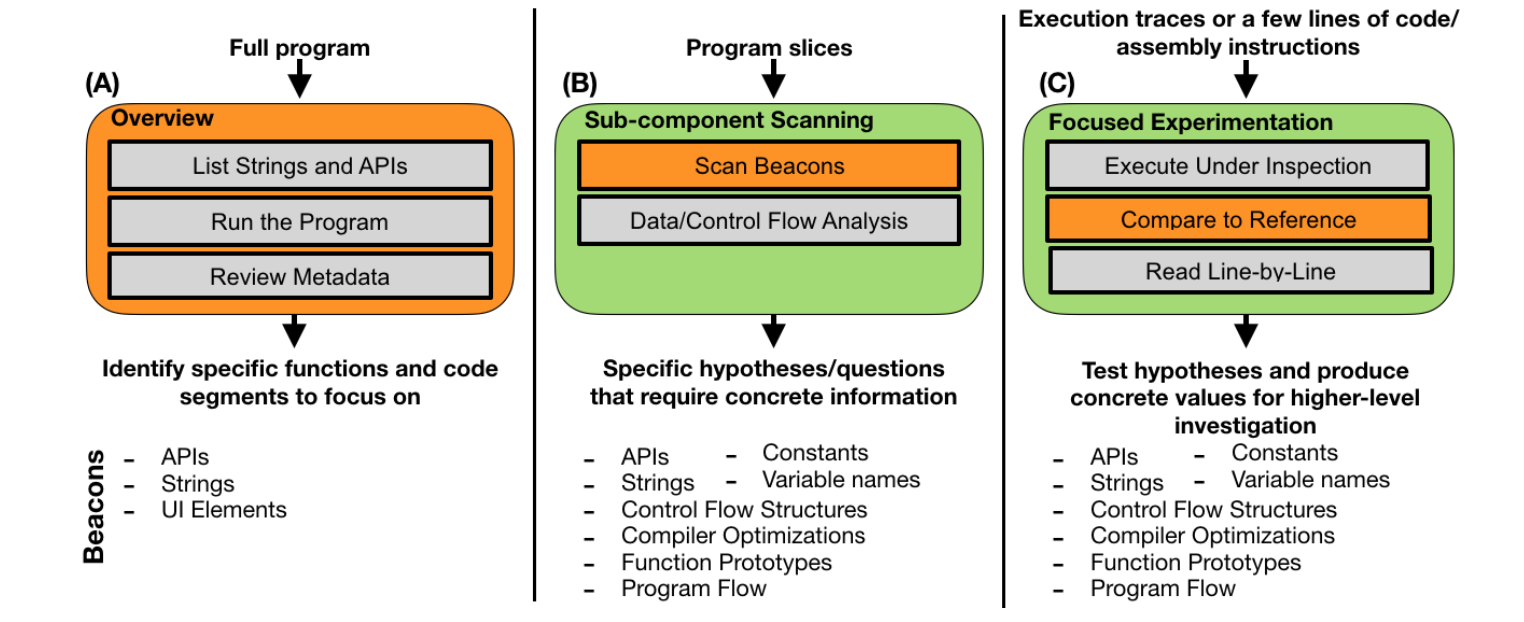 Full program
(A)
Overview
List Strings and APIs
Run the Program
Review Metadata
Identify specific functions and code
segments to focus on
Beacons
- APIs
- Strings
- UI Elements
Program slices
(B)
Sub-component Scanning
Scan Beacons
Data/Control Flow Analysis
Specific hypotheses/questions
that require concrete information
- APIs - Constants
- Strings - Variable names
- Control Flow Structures
- Compiler Optimizations
- Function Prototypes
- Program Flow
Execution traces or a few lines of code/
assembly instructions
(C)
Focused Experimentation
Execute Under Inspection
Compare to Reference
Read Line-by-Line
Test hypotheses and produce
concrete values for higher-level
investigation
- APIs - Constants
- Strings - Variable names
- Control Flow Structures
- Compiler Optimizations
- Function Prototypes
- Program Flow